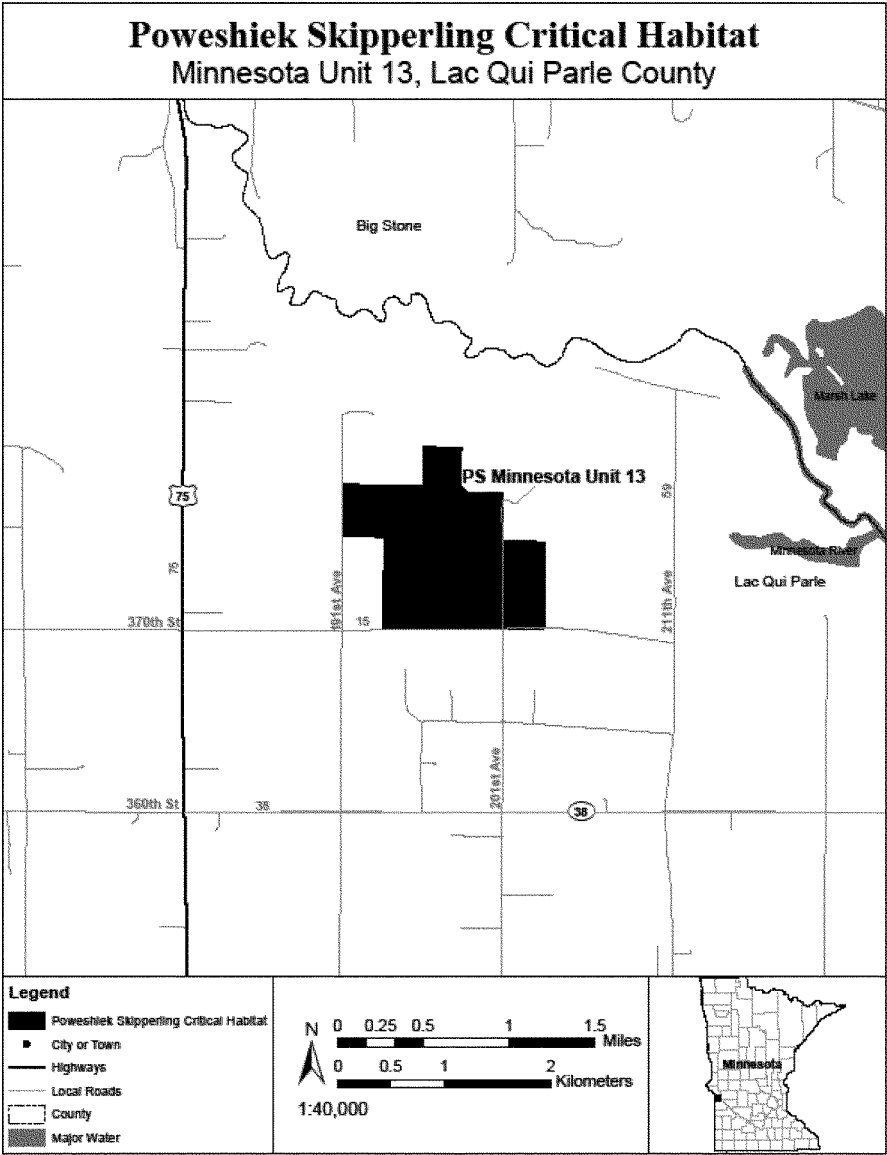 Poweshiek Skipperling Critical Habitat
Minnesota Unit 13, Lac Qui Parle County
Big Stone
Marsh Lake
PS Minnesota Unit 13
75
59
Minnesota River
75
191st Ave
211th Ave
Lac Qui Parle
370th St
15
201st Ave
360th St
38
38
Legend
Poweshiek Skipperling Critical Habitat
City or Town
Highways
Local Roads
County
Major Water
N
0 0.25 0.5 1 1.5
Miles
0 0.5 1 2
Kilometers
1:40,000
Minnesota